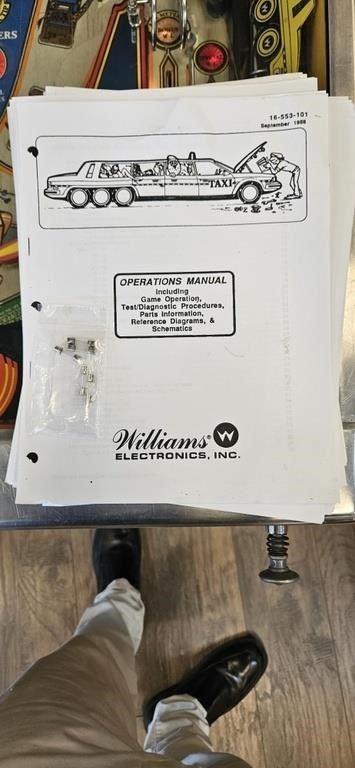 ERS
16-553-101
September 1988
TAXI
OPERATIONS MANUAL
Including
Game Operation,
Test/Diagnostic Procedures,
Parts Information,
Reference Diagrams, &
Schematics
Williams®
ELECTRONICS, INC.